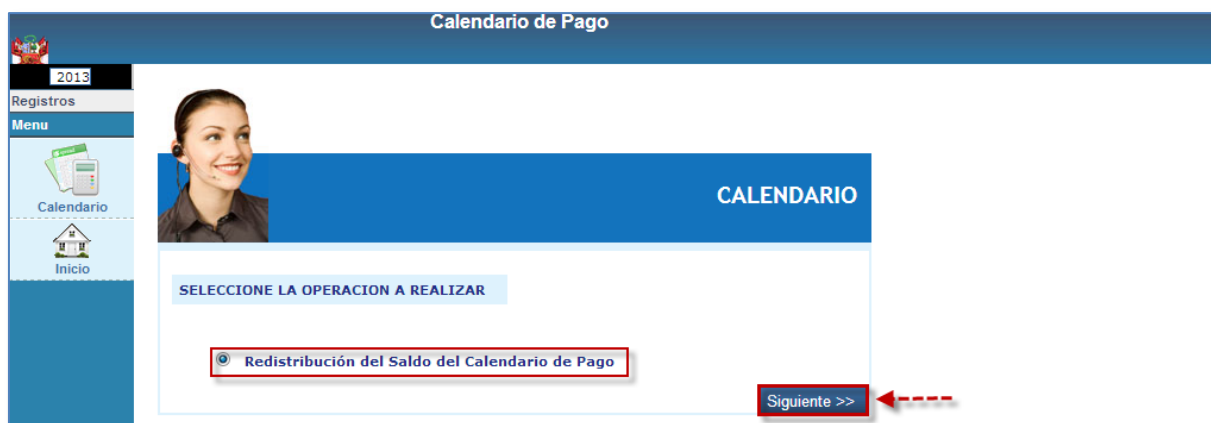 Calendario de Pago
2013
Registros
Menu
Calendario
Inicio
CALENDARIO
SELECCIONE LA OPERACION A REALIZAR
Redistribución del Saldo del Calendario de Pago
Siguiente >>